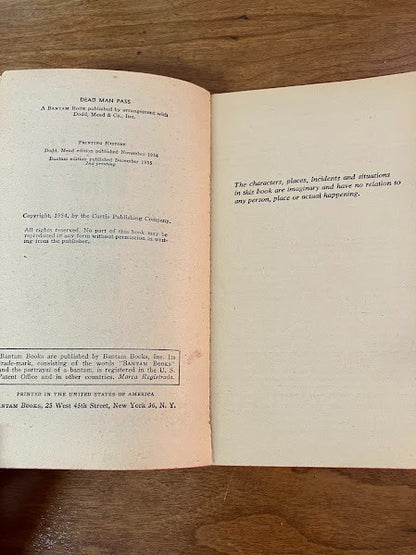 DEAD MAN PASS
A BANTAM BOOK published by arrangement with
Dodd, Mead & Co., Inc.
PRINTING HISTORY
Dodd, Mead edition published November 1954
Bantam edition published December 1955
2nd printing
Copyright, 1954, by the Curtis Publishing Company.
All rights reserved. No part of this book may be
reproduced in any form without permission in writ-
ing from the publisher.
Bantam Books are published by Bantam Books, Inc. Its
trade-mark, consisting of the words "BANTAM BOOKS"
and the portrayal of a bantam, is registered in the U. S.
Patent Office and in other countries. Marca Registrada.
PRINTED IN THE UNITED STATES OF AMERICA
BANTAM BOOKS, 25 West 45th Street, New York 36, N. Y.
The characters, places, incidents and situations
in this book are imaginary and have no relation to
any person, place or actual happening.